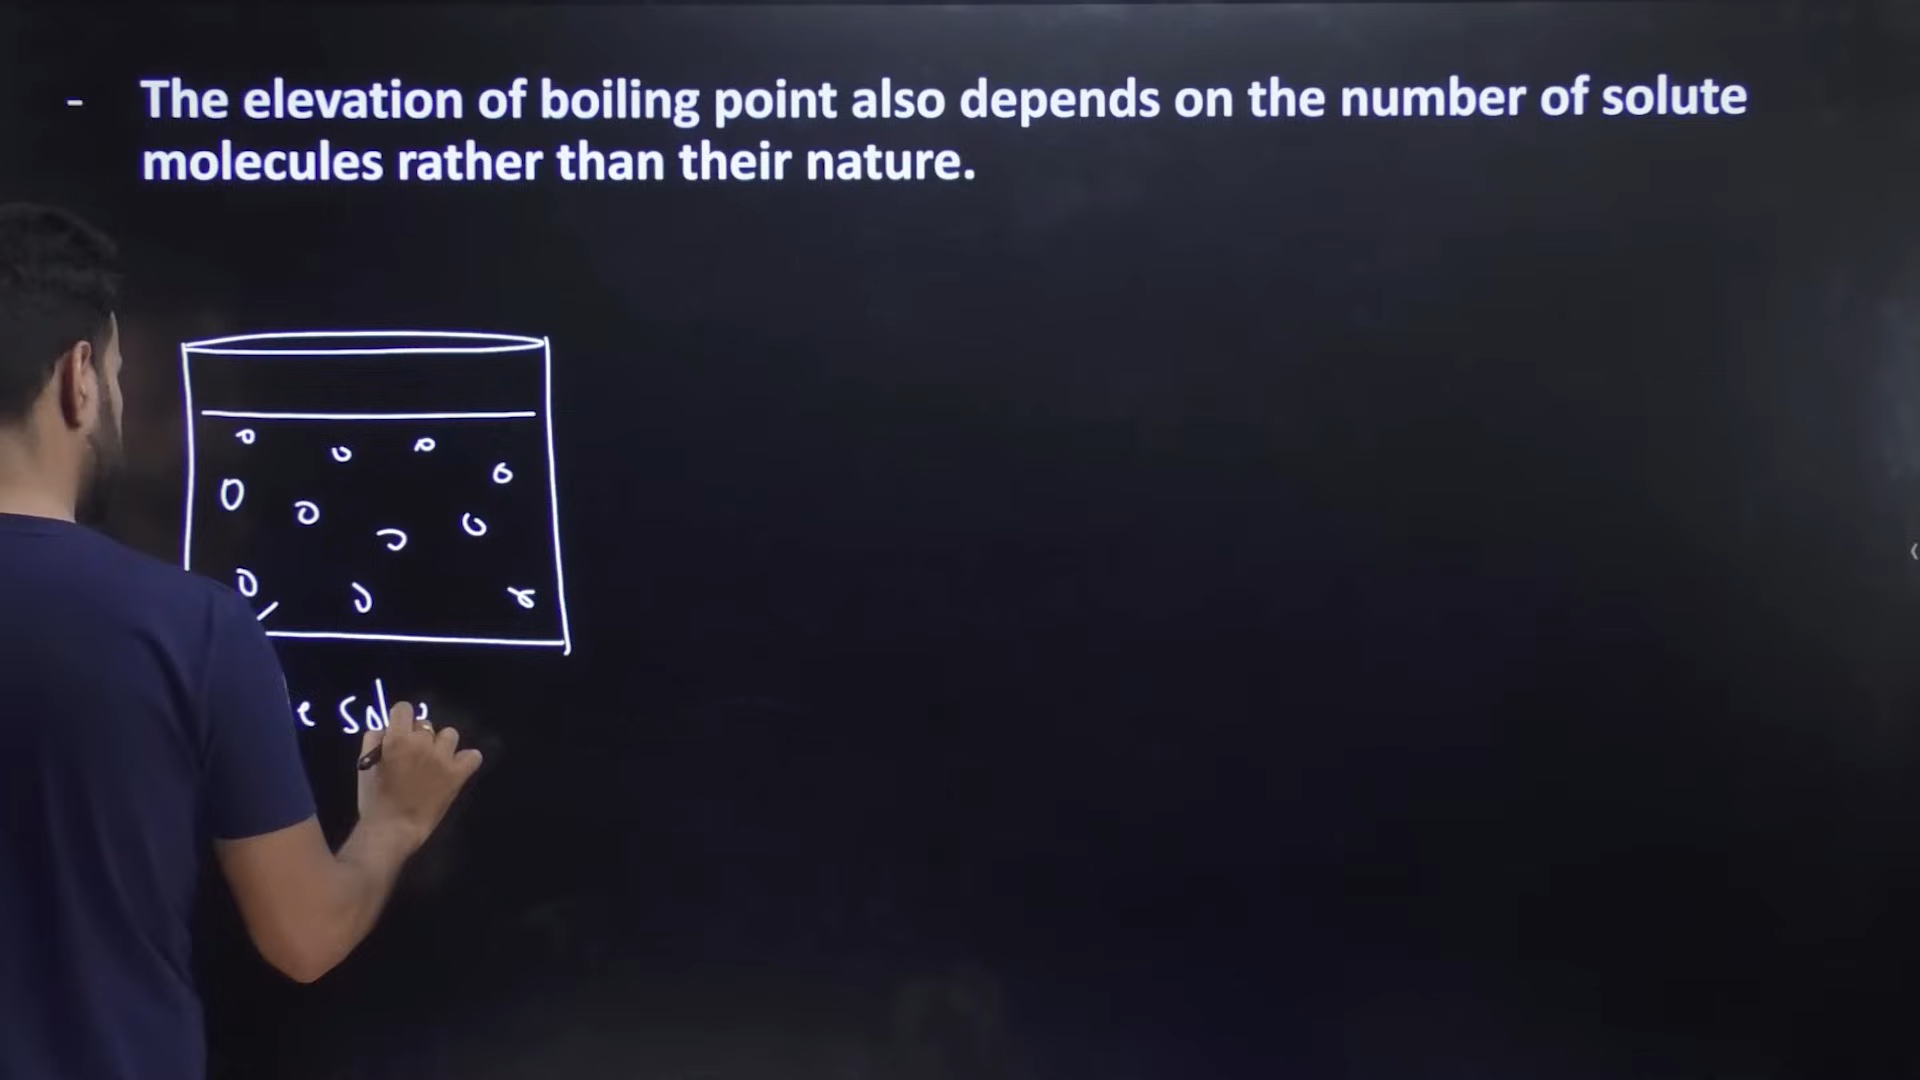 - The elevation of boiling point also depends on the number of solute
molecules rather than their nature.